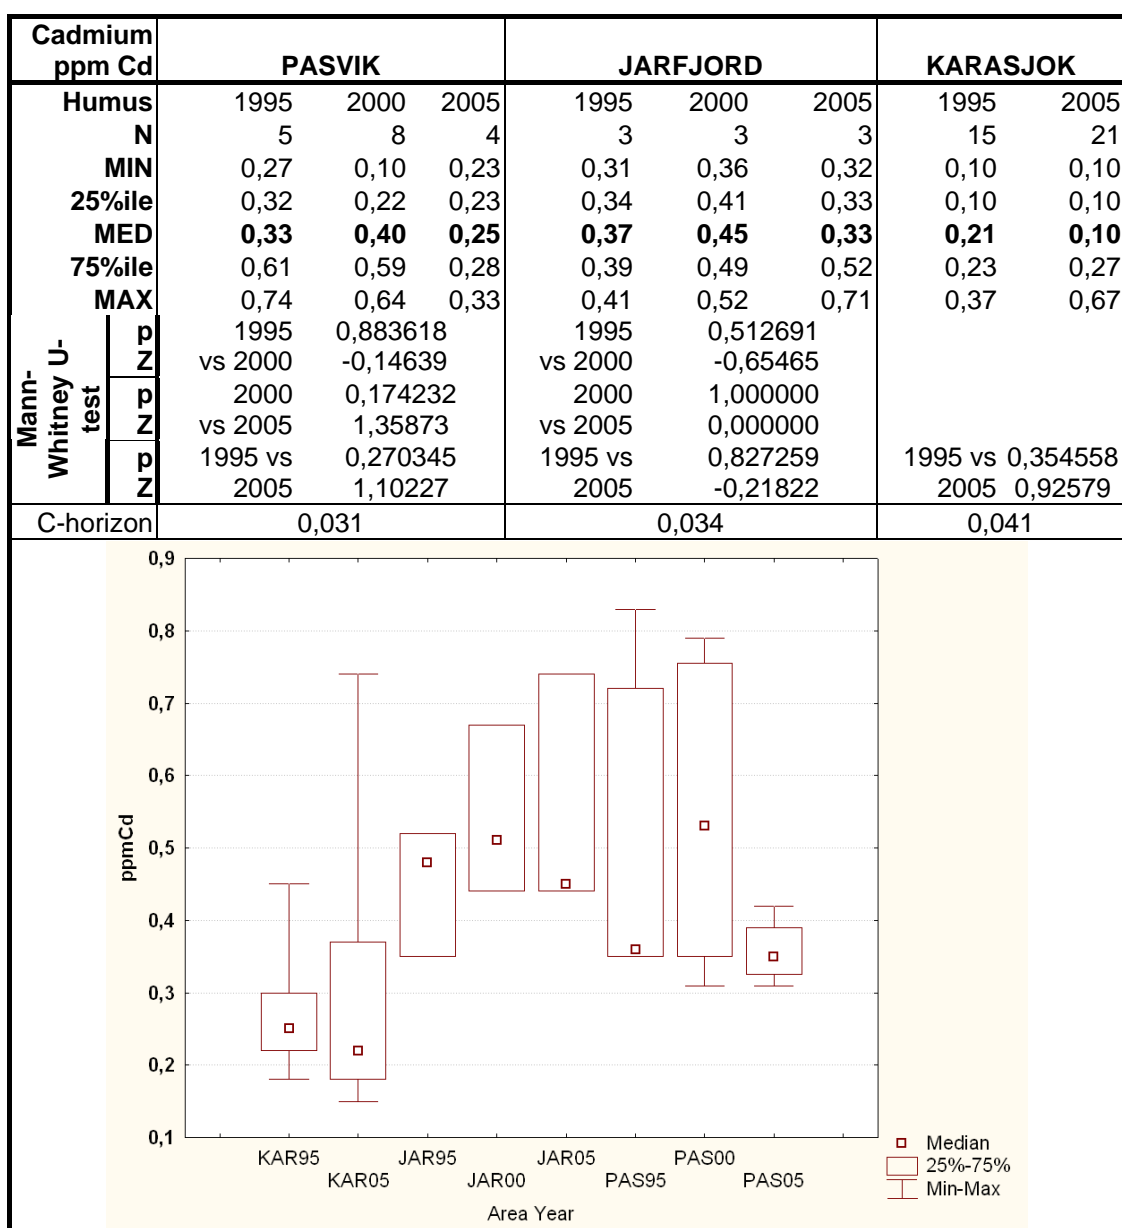 Cadmium
ppm Cd PASVIK JARFJORD KARASJOK
Humus 1995 2000 2005 1995 2000 2005 1995 2005
N 5 8 4 3 3 3 15 21
MIN 0,27 0,10 0,23 0,31 0,36 0,32 0,10 0,10
25%ile 0,32 0,22 0,23 0,34 0,41 0,33 0,10 0,10
MED 0,33 0,40 0,25 0,37 0,45 0,33 0,21 0,10
75%ile 0,61 0,59 0,28 0,39 0,49 0,52 0,23 0,27
MAX 0,74 0,64 0,33 0,41 0,52 0,71 0,37 0,67
Mann-
Whitney U-
test
p 1995 0,883618 1995 0,512691
Z vs 2000 -0,14639 vs 2000 -0,65465
p 2000 0,174232 2000 1,000000
Z vs 2005 1,35873 vs 2005 0,000000
p 1995 vs 0,270345 1995 vs 0,827259 1995 vs 0,354558
Z 2005 1,10227 2005 -0,21822 2005 0,92579
C-horizon 0,031 0,034 0,041
0,9
0,8
0,7
0,6
0,5
0,4
0,3
0,2
0,1
ppmCd
KAR95 JAR95 JAR05 PAS00
KAR05 JAR00 PAS95 PAS05
Area Year
Median
25%-75%
Min-Max